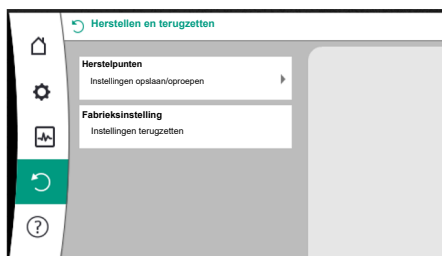 Herstellen en terugzetten
Herstelpunten
Instellingen opslaan/oproepen
Fabrieksinstelling
Instellingen terugzetten